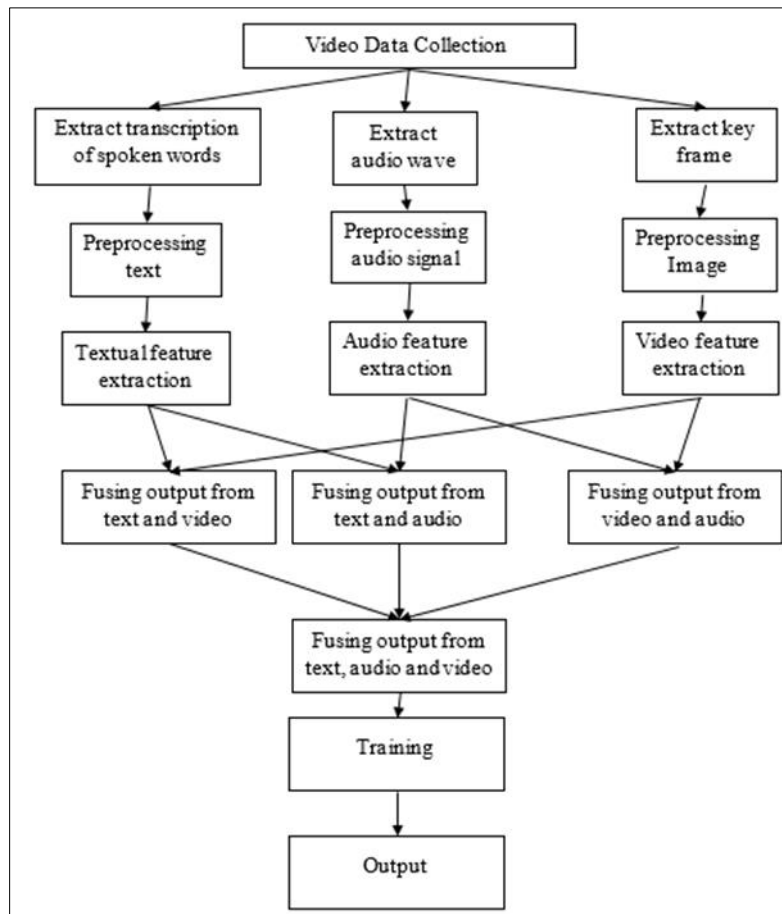 Video Data Collection
Extract transcription
of spoken words
Extract
audio wave
Extract key
frame
Preprocessing
text
Preprocessing
audio signal
Preprocessing
Image
Textual feature
extraction
Audio feature
extraction
Video feature
extraction
Fusing output from
text and video
Fusing output from
text and audio
Fusing output from
video and audio
Fusing output from
text, audio and video
Training
Output